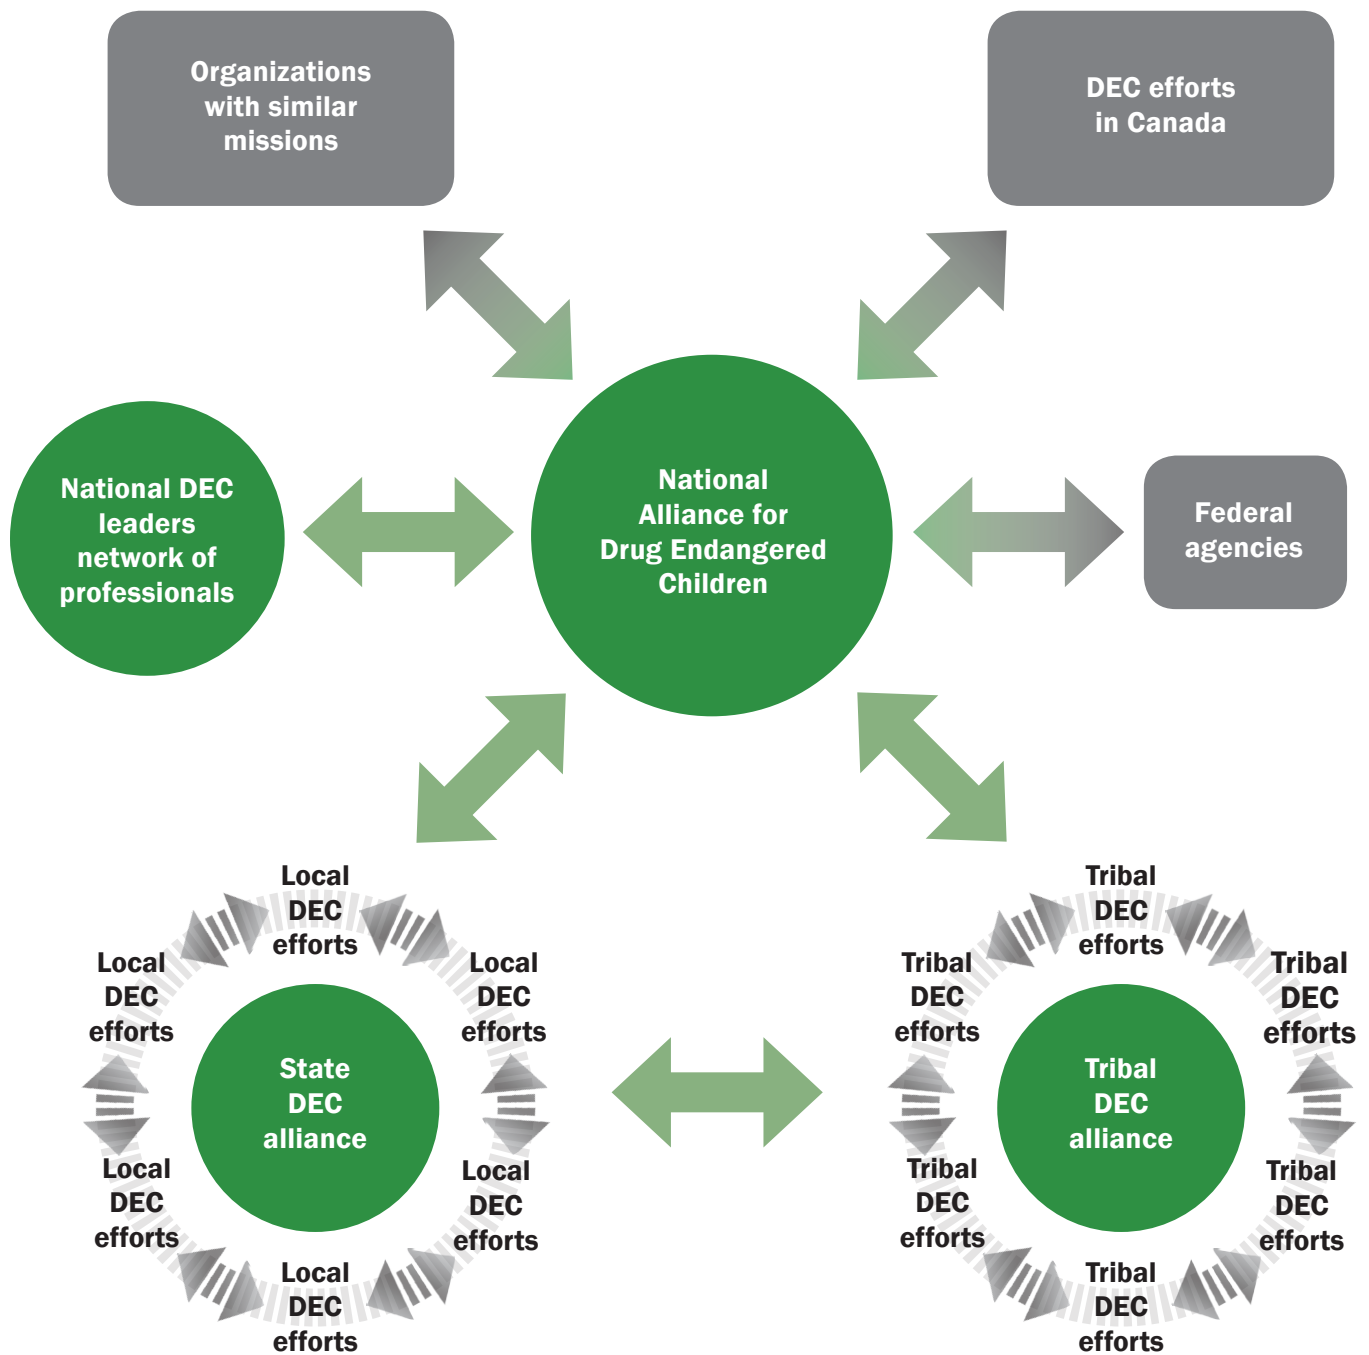 Organizations
with similar
missions
DEC efforts
in Canada
National DEC
leaders
network of
professionals
National
Alliance for
Drug Endangered
Children
Federal
agencies
Local
DEC
efforts
Local
DEC
efforts
Local
DEC
efforts
State
DEC
alliance
Local
DEC
efforts
Local
DEC
efforts
Local
DEC
efforts
Tribal
DEC
efforts
Tribal
DEC
efforts
Tribal
DEC
efforts
Tribal
DEC
alliance
Tribal
DEC
efforts
Tribal
DEC
efforts
Tribal
DEC
efforts